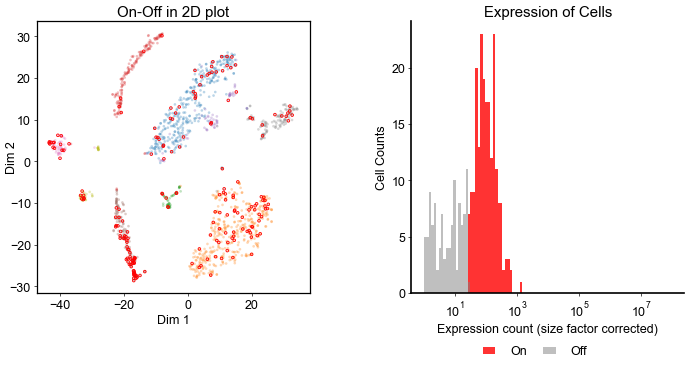 On-Off in 2D plot
30
20
10
0
−10
−20
−30
Dim 2
−40
−20
0
20
Dim 1
Expression of Cells
20
15
10
5
0
Cell Counts
10^1
10^3
10^5
10^7
Expression count (size factor corrected)
On
Off